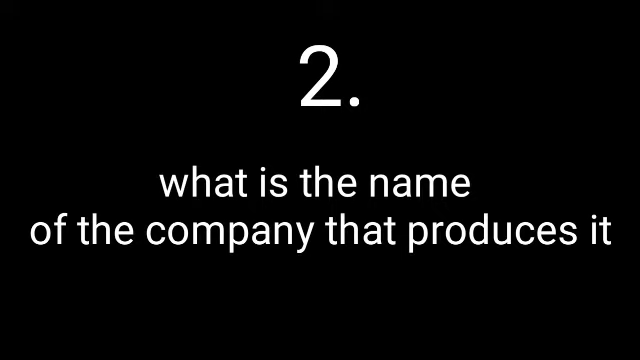 2.
what is the name
of the company that produces it